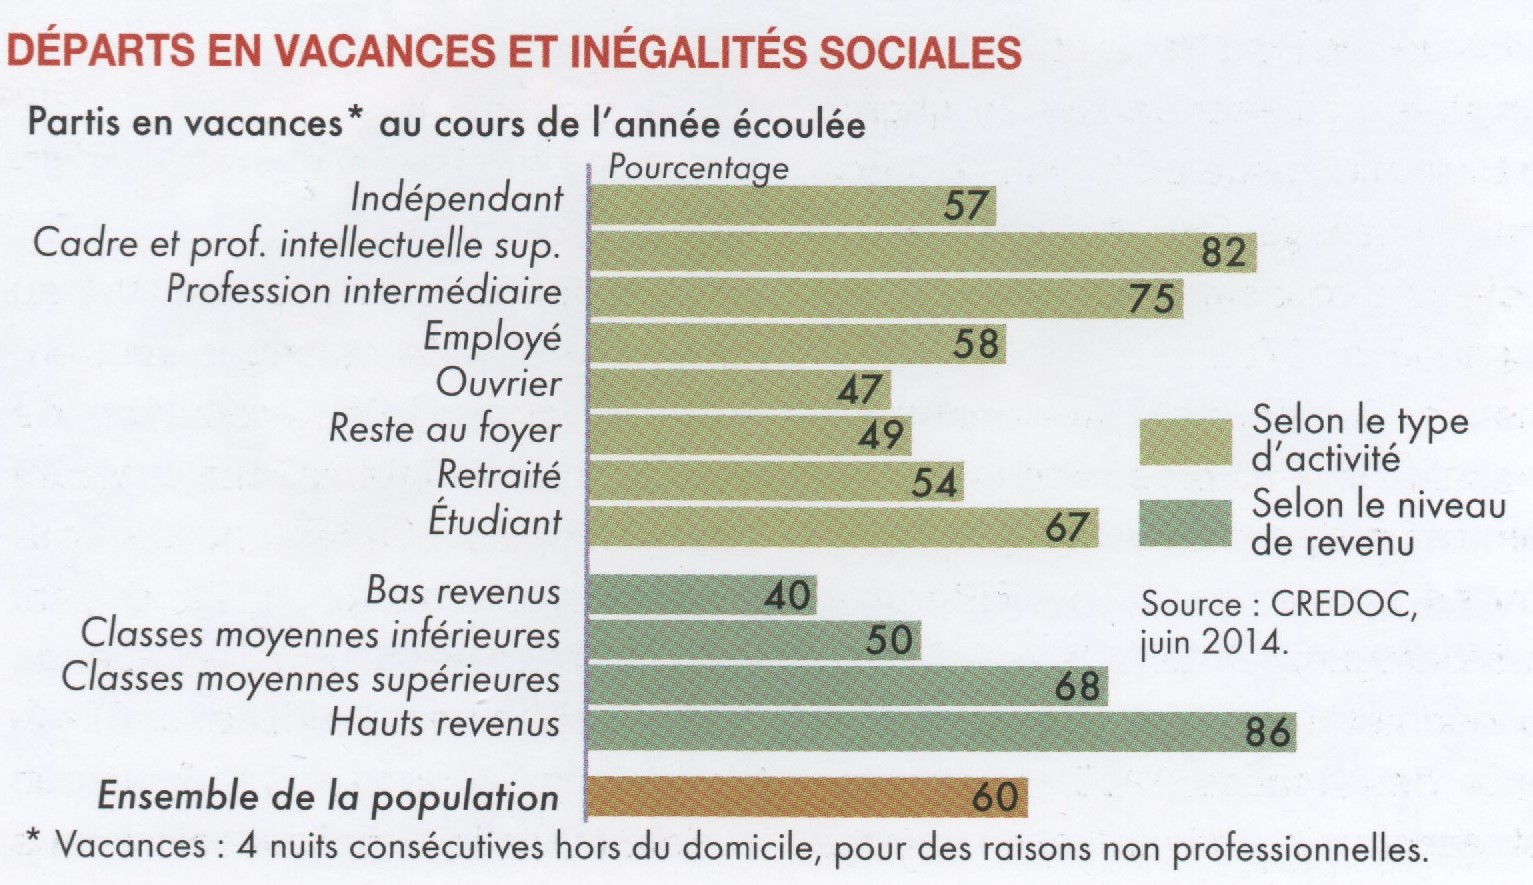 DÉPARTS EN VACANCES ET INÉGALITÉS SOCIALES
Partis en vacances* au cours de l'année écoulée
Pourcentage
Indépendant 57
Cadre et prof. intellectuelle sup. 82
Profession intermédiaire 75
Employé 58
Ouvrier 47
Reste au foyer 49
Retraité 54
Étudiant 67
Selon le type
d'activité
Selon le niveau
de revenu
Bas revenus 40
Classes moyennes inférieures 50
Classes moyennes supérieures 68
Hauts revenus 86
Source : CREDOC,
juin 2014.
Ensemble de la population 60
* Vacances : 4 nuits consécutives hors du domicile, pour des raisons non professionnelles.